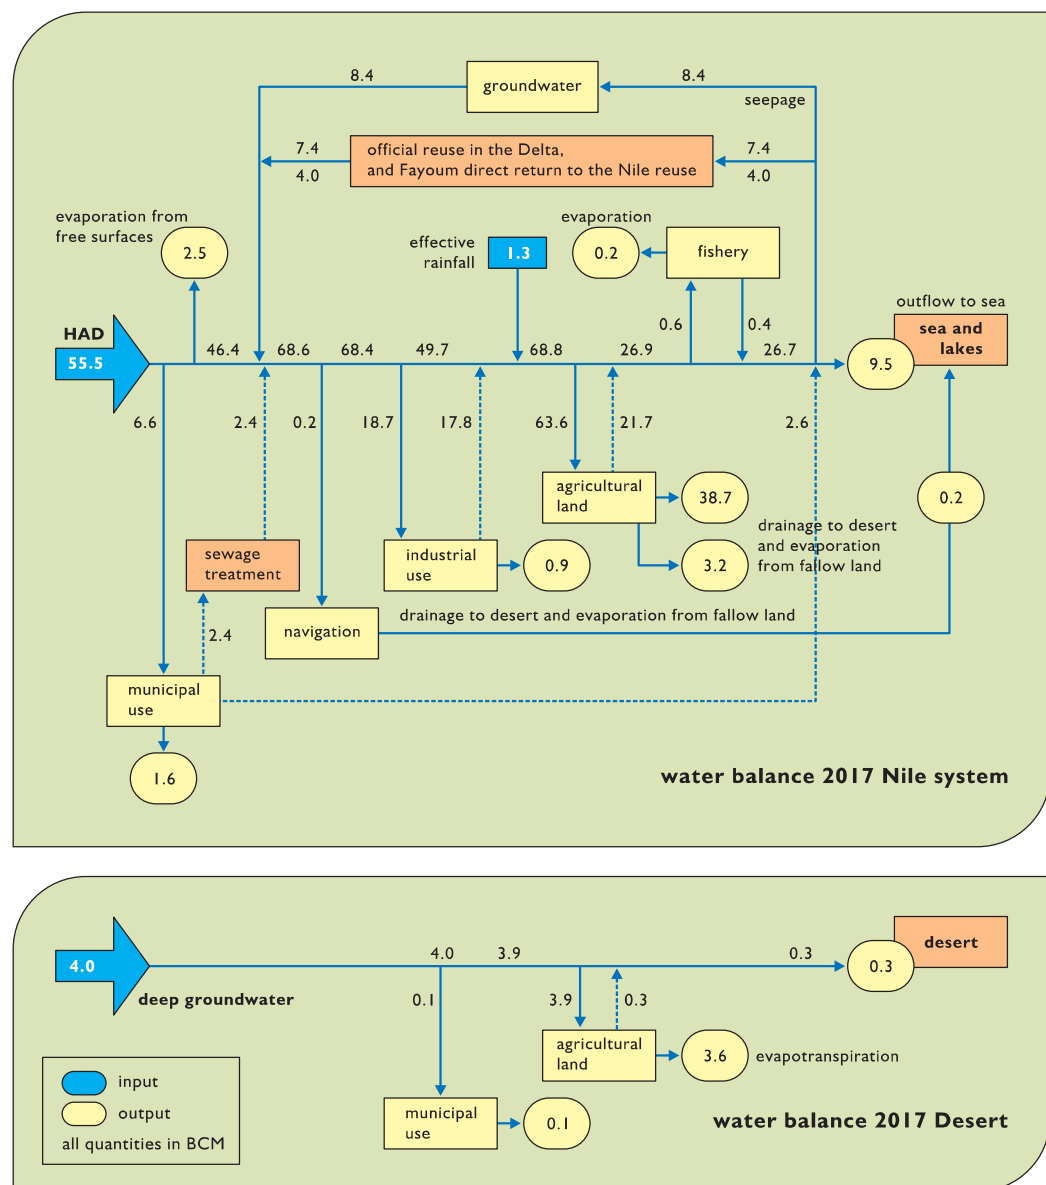 8.4
groundwater
8.4
seepage
7.4
4.0
official reuse in the Delta,
and Fayoum direct return to the Nile reuse
7.4
4.0
evaporation from
free surfaces
2.5
effective
rainfall
1.3
evaporation
0.2
fishery
HAD
55.5
46.4
68.6
68.4
49.7
68.8
26.9
0.6
0.4
26.7
outflow to sea
sea and
lakes
9.5
6.6
2.4
0.2
18.7
17.8
63.6
21.7
2.6
agricultural
land
38.7
0.2
drainage to desert
and evaporation
from fallow land
3.2
sewage
treatment
industrial
use
0.9
2.4
navigation
drainage to desert and evaporation from fallow land
municipal
use
1.6
water balance 2017 Nile system
4.0
deep groundwater
4.0
3.9
0.3
desert
0.3
0.1
3.9
0.3
agricultural
land
3.6
evapotranspiration
municipal
use
0.1
input
output
all quantities in BCM
water balance 2017 Desert